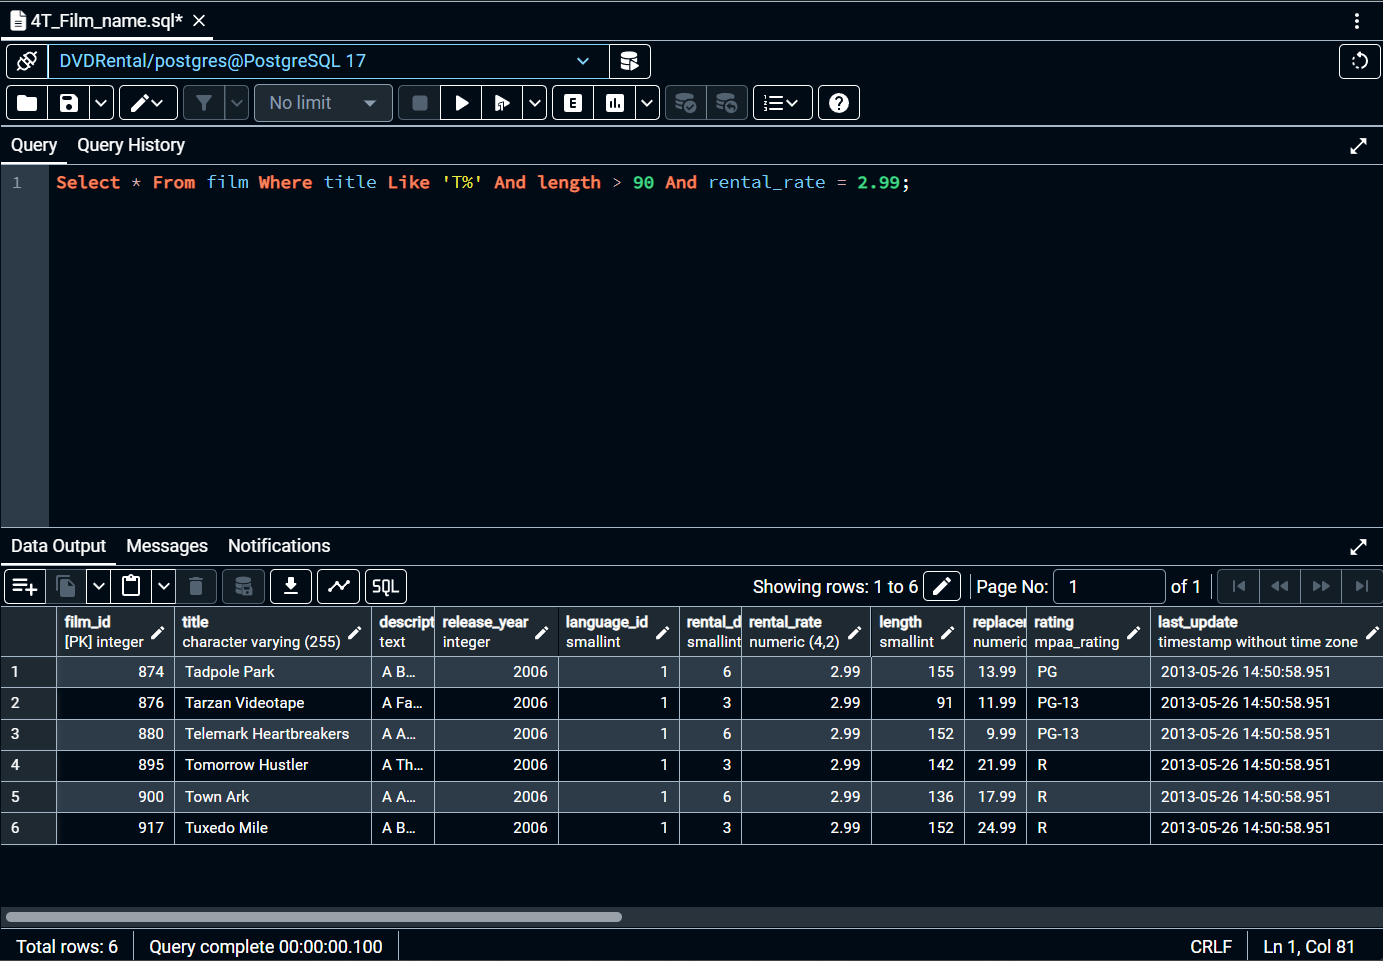 4T_Film_name.sql*
DVDRental/postgres@PostgreSQL 17
No limit
E
Query Query History
1 Select * From film Where title Like 'T%' And length > 90 And rental_rate = 2.99;
Data Output Messages Notifications
SQL Showing rows: 1 to 6 Page No: 1 of 1
film_id title descript release_year language_id rental_d rental_rate length replacer rating last_update
[PK] integer character varying (255) text integer smallint smallint numeric (4,2) smallint numeric mpaa_rating timestamp without time zone
1 874 Tadpole Park A B... 2006 1 6 2.99 155 13.99 PG 2013-05-26 14:50:58.951
2 876 Tarzan Videotape A Fa... 2006 1 3 2.99 91 11.99 PG-13 2013-05-26 14:50:58.951
3 880 Telemark Heartbreakers A A... 2006 1 6 2.99 152 9.99 PG-13 2013-05-26 14:50:58.951
4 895 Tomorrow Hustler A Th... 2006 1 3 2.99 142 21.99 R 2013-05-26 14:50:58.951
5 900 Town Ark A A... 2006 1 6 2.99 136 17.99 R 2013-05-26 14:50:58.951
6 917 Tuxedo Mile A B... 2006 1 3 2.99 152 24.99 R 2013-05-26 14:50:58.951
Total rows: 6 Query complete 00:00:00.100 CRLF Ln 1, Col 81